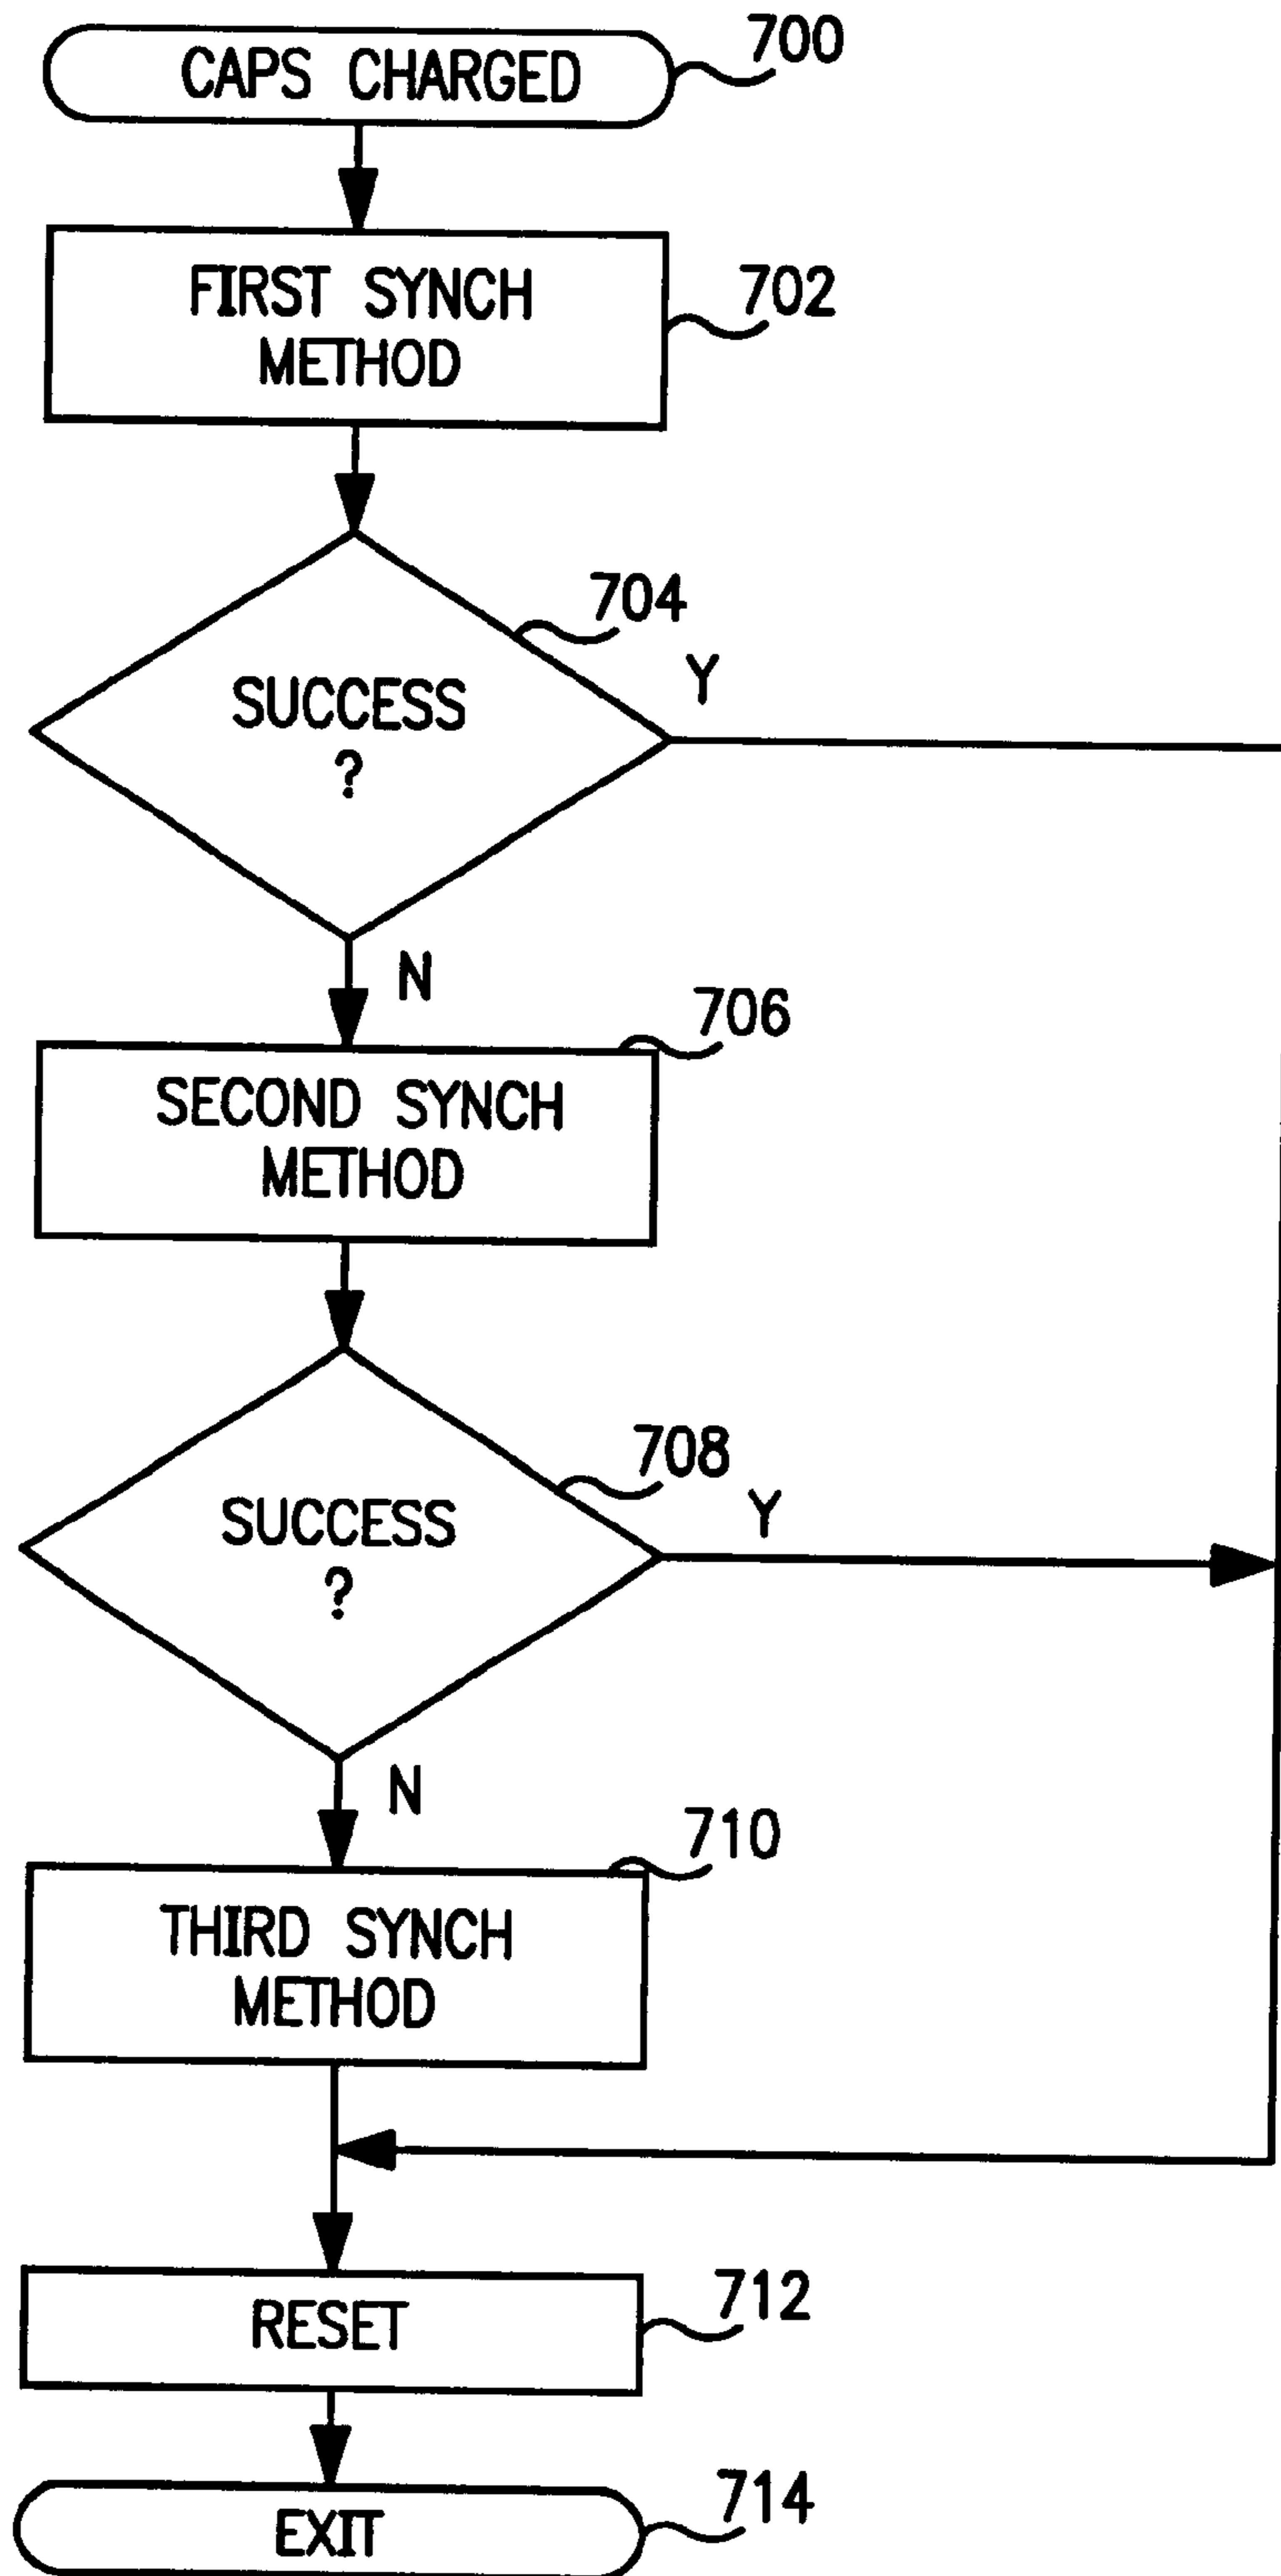 CAPS CHARGED
700
FIRST SYNCH
METHOD
702
704
SUCCESS
?
Y
N
706
SECOND SYNCH
METHOD
708
SUCCESS
?
Y
N
710
THIRD SYNCH
METHOD
RESET
712
EXIT
714